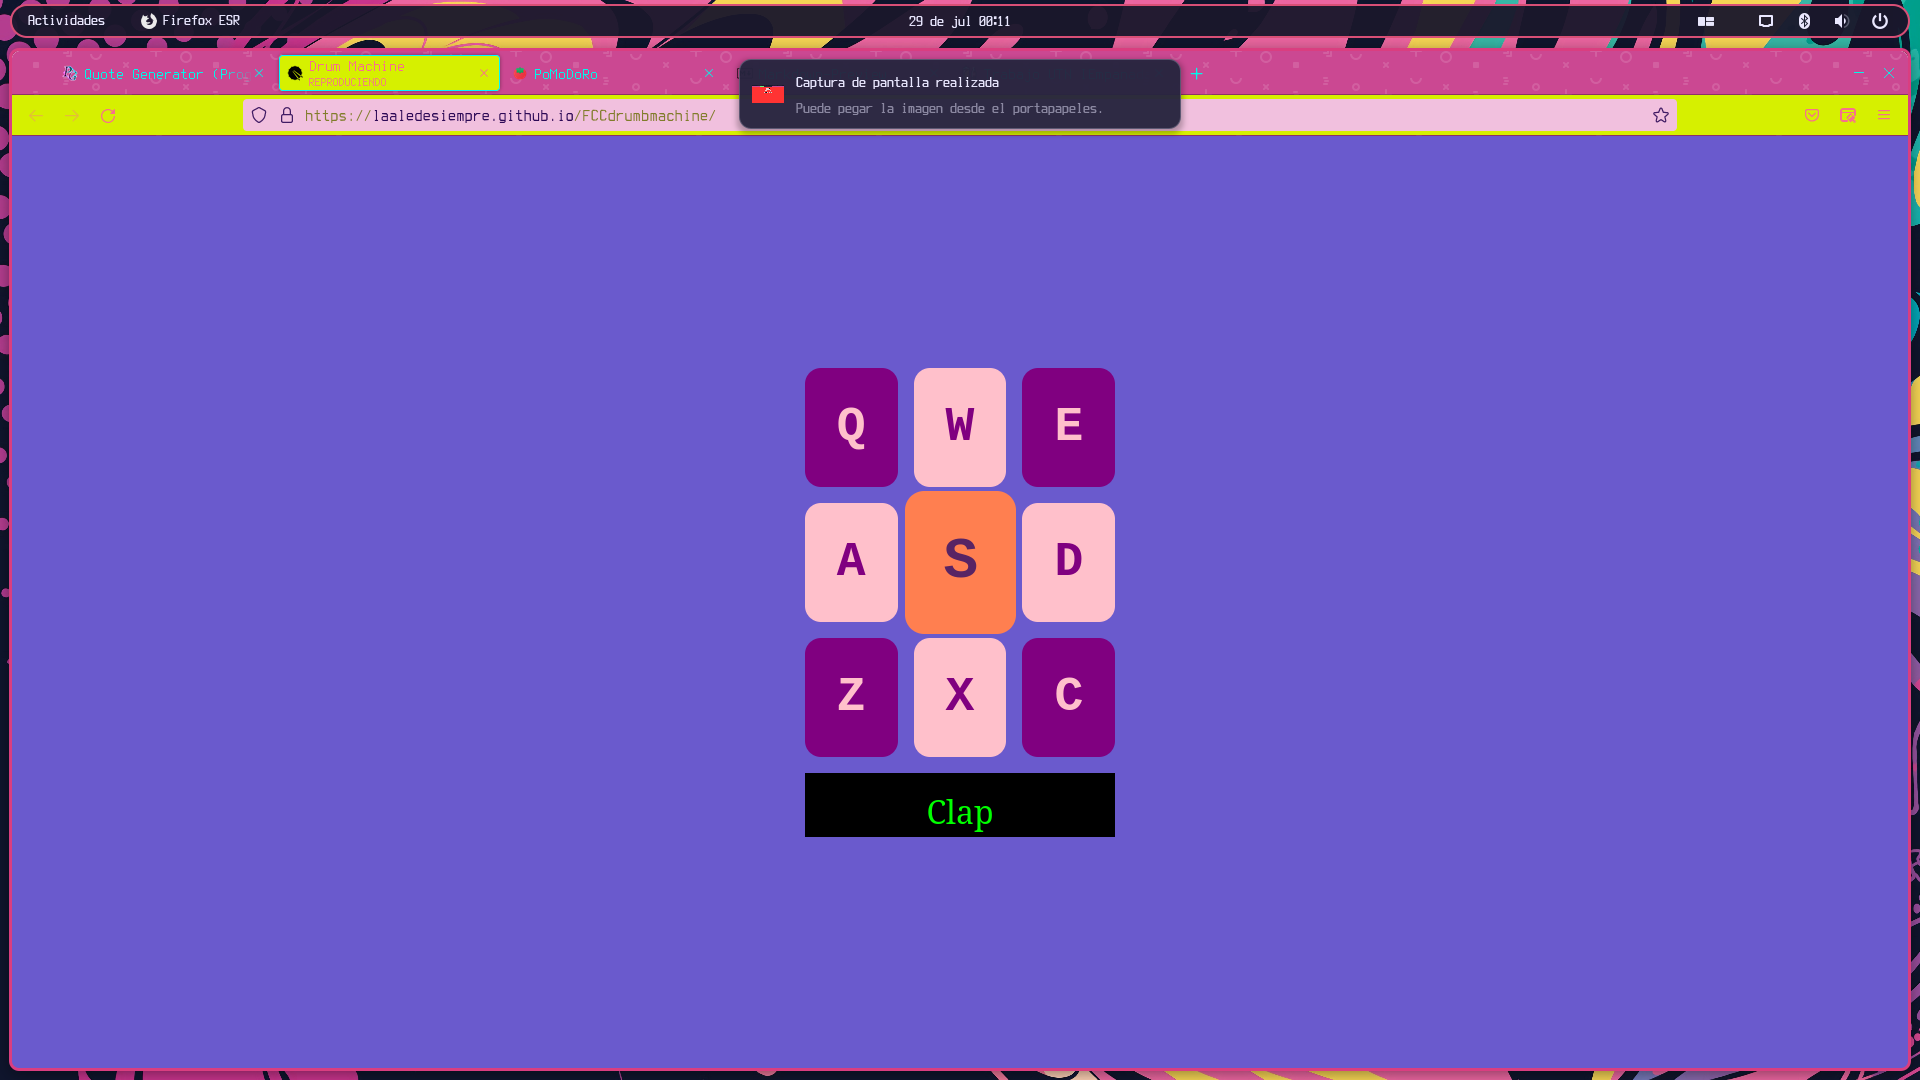 Actividades
Firefox ESR
29 de jul 00:11
Quote Generator (Pro
Drum Machine
REPRODUCIENDO
PoMoDoRo
Captura de pantalla realizada
Puede pegar la imagen desde el portapapeles.
https://laaledesiempre.github.io/FCCdrumbmachine/
Q W E
A S D
Z X C
Clap